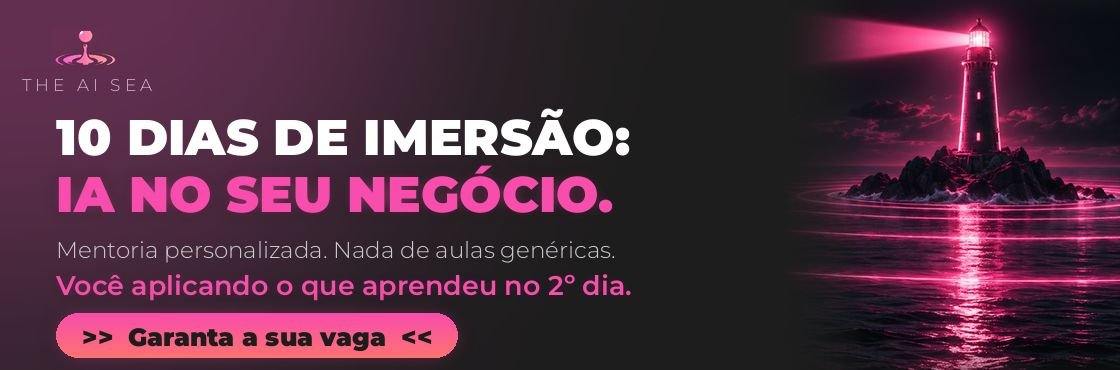 THE AI SEA
10 DIAS DE IMERSÃO:
IA NO SEU NEGÓCIO.
Mentoria personalizada. Nada de aulas genéricas.
Você aplicando o que aprendeu no 2º dia.
>> Garanta a sua vaga <<